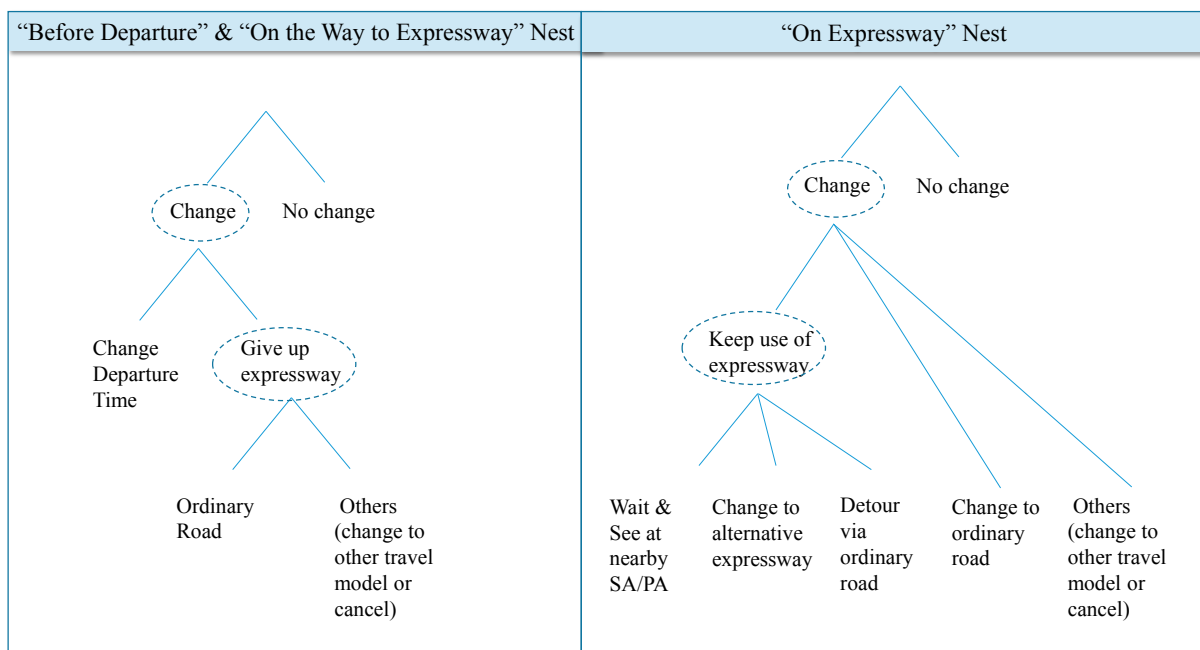 “Before Departure” & “On the Way to Expressway” Nest
Change
No change
Change
Departure
Time
Give up
expressway
Ordinary
Road
Others
(change to
other travel
model or
cancel)
“On Expressway” Nest
Change
No change
Keep use of
expressway
Wait &
See at
nearby
SA/PA
Change to
alternative
expressway
Detour
via
ordinary
road
Change to
ordinary
road
Others
(change to
other travel
model or
cancel)